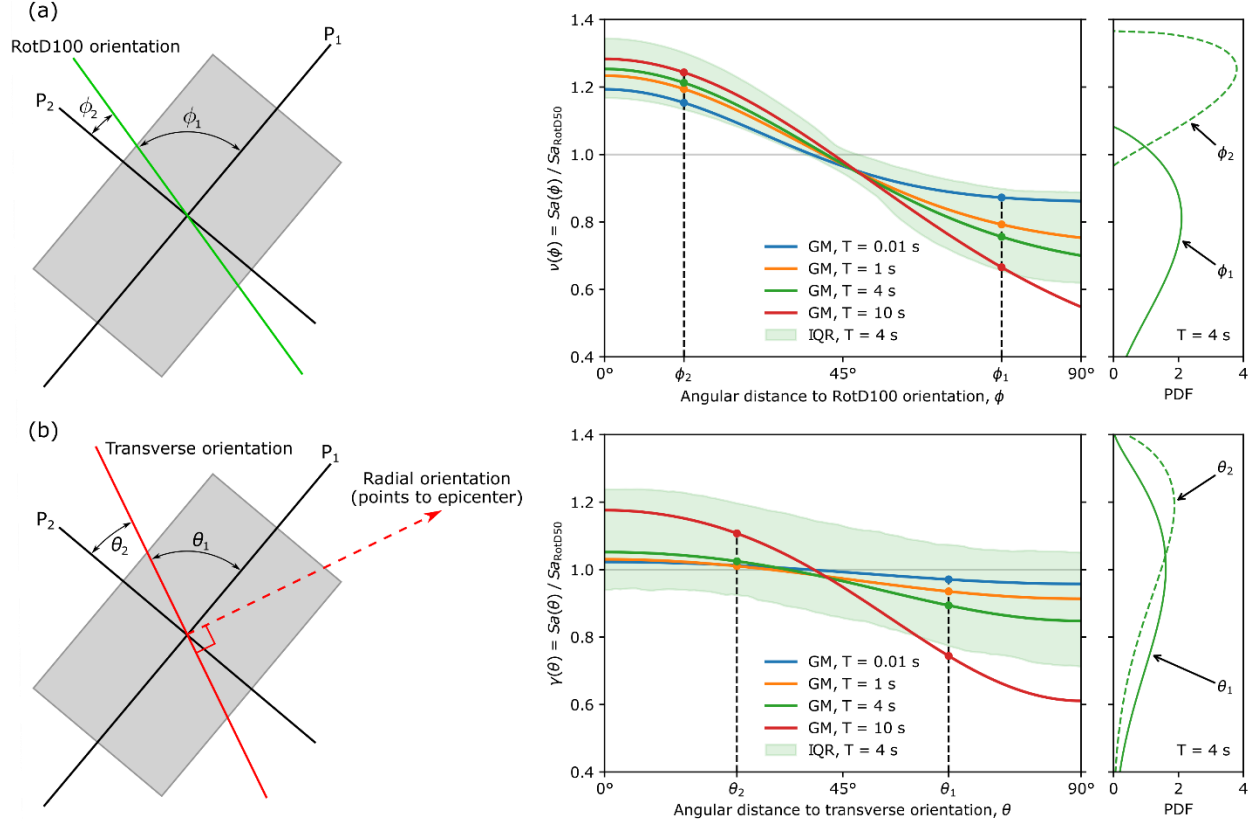 (a)
RotD100 orientation
P₁
P₂
ϕ₂
ϕ₁
1.4
1.2
1.0
0.8
0.6
0.4
ν(ϕ) = Sa(ϕ) / Sa_RotD50
GM, T = 0.01 s
GM, T = 1 s
GM, T = 4 s
GM, T = 10 s
IQR, T = 4 s
0° ϕ₂ 45° ϕ₁ 90°
Angular distance to RotD100 orientation, ϕ
ϕ₂
ϕ₁
T = 4 s
0 2 4
PDF
(b)
Transverse orientation
P₁
Radial orientation
(points to epicenter)
P₂
θ₂
θ₁
1.4
1.2
1.0
0.8
0.6
0.4
γ(θ) = Sa(θ) / Sa_RotD50
GM, T = 0.01 s
GM, T = 1 s
GM, T = 4 s
GM, T = 10 s
IQR, T = 4 s
0° θ₂ 45° θ₁ 90°
Angular distance to transverse orientation, θ
θ₂
θ₁
T = 4 s
0 2 4
PDF